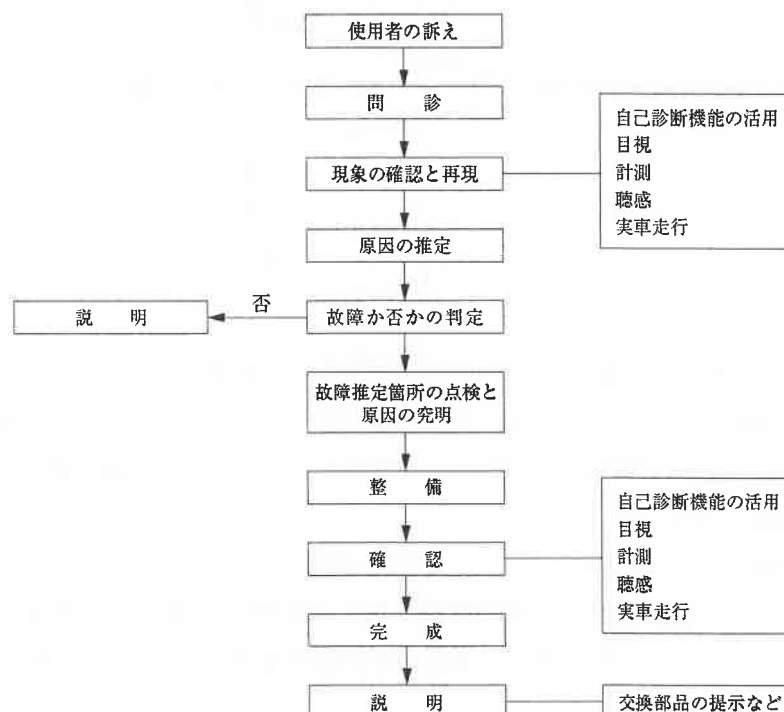 使用者の訴え
問 診
現象の確認と再現
自己診断機能の活用
目視
計測
聴感
実車走行
原因の推定
故障か否かの判定
否
説 明
故障推定箇所の点検と
原因の究明
整 備
確 認
自己診断機能の活用
目視
計測
聴感
実車走行
完 成
説 明
交換部品の提示など